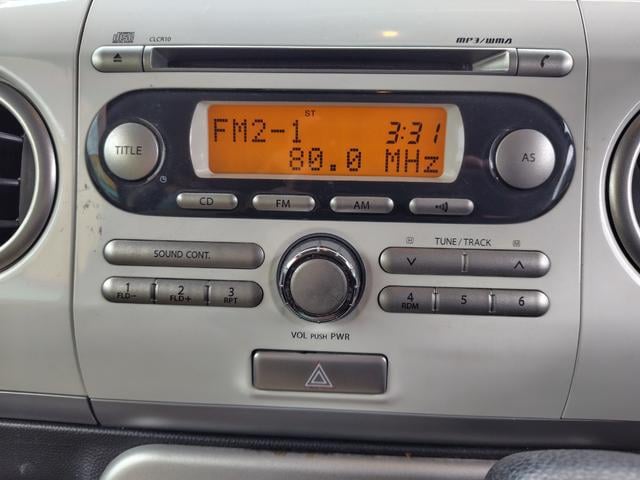 CLCR10
MP3/WMA
ST
FM2-1 3:31
80.0 MHz
TITLE
AS
CD
FM
AM
SOUND CONT.
H TUNE/TRACK M
1 2 3
FLD- FLD+ RPT
4 5 6
RDM
VOL PUSH PWR